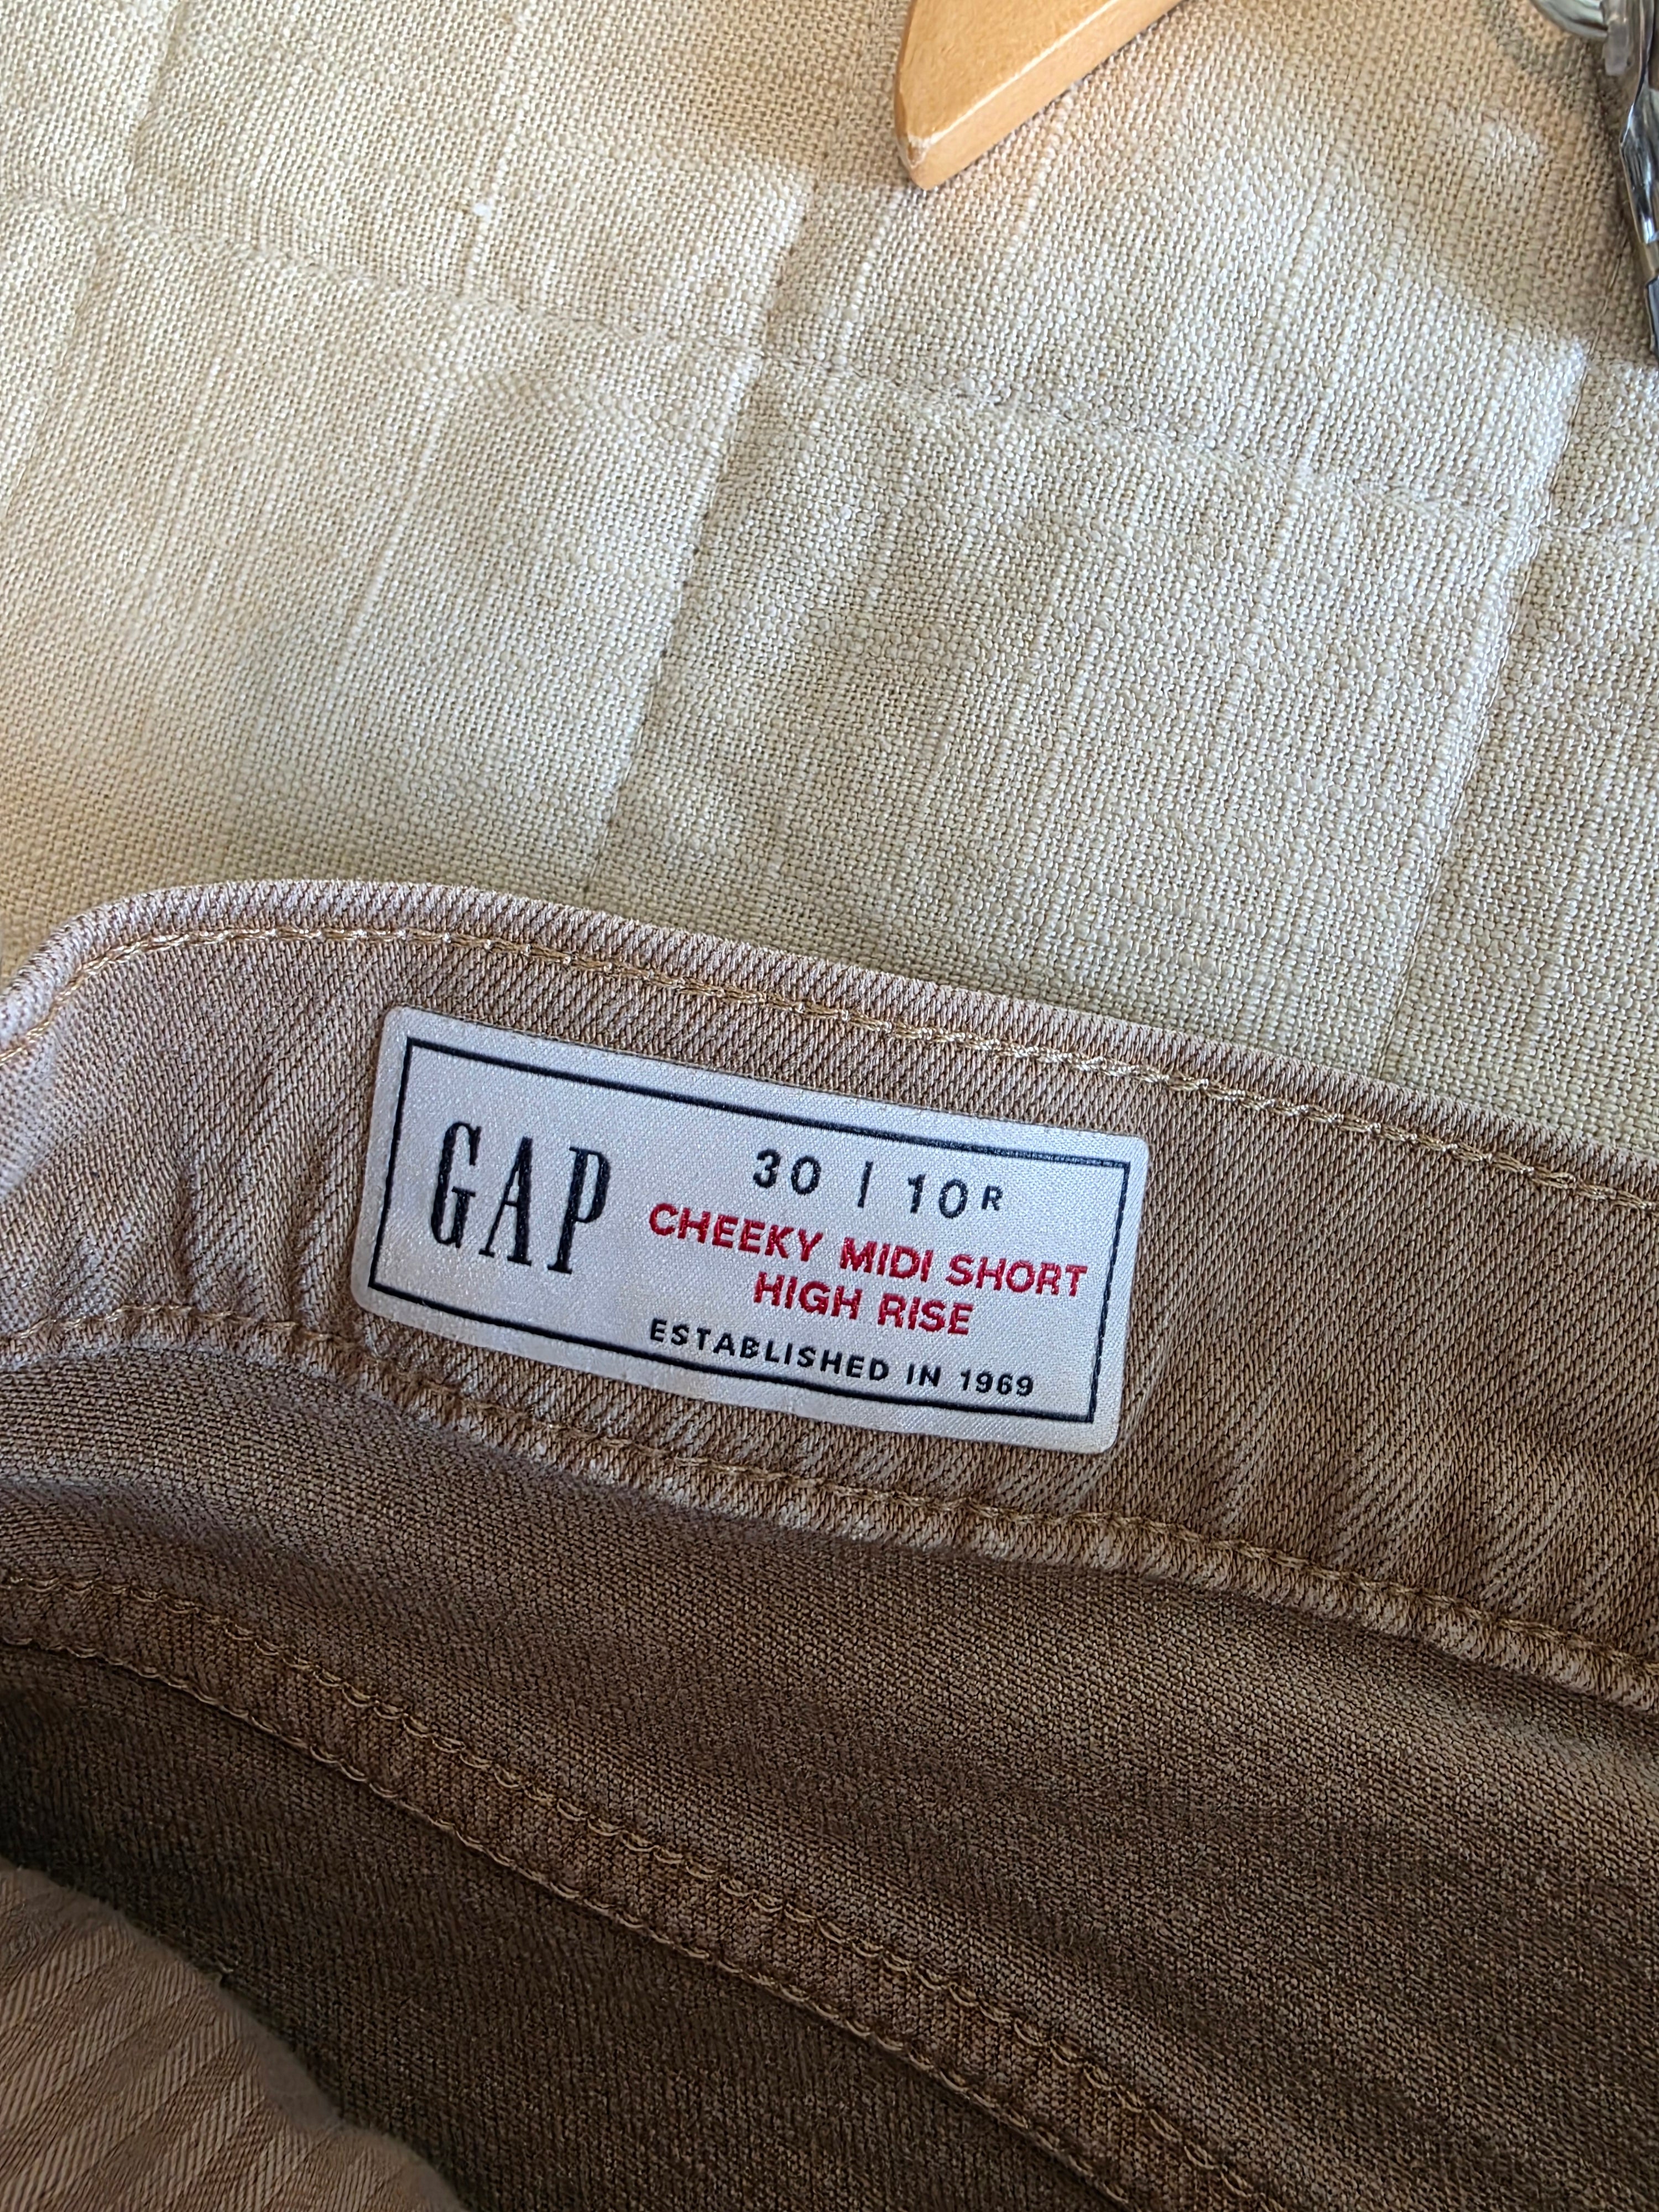 GAP
30 | 10R
CHEEKY MIDI SHORT
HIGH RISE
ESTABLISHED IN 1969